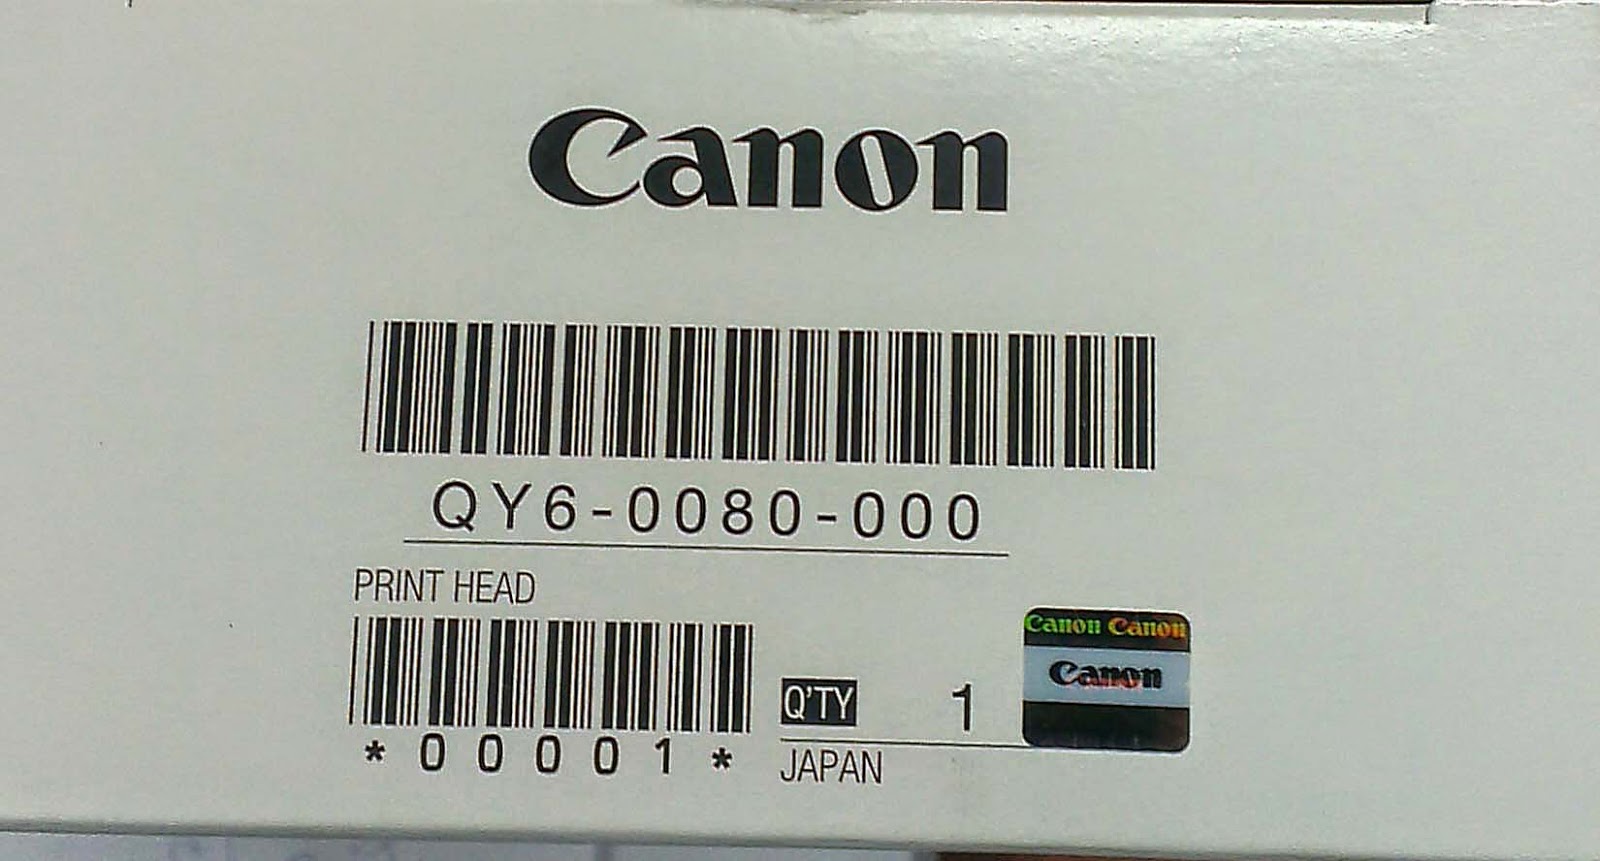 Canon
QY6-0080-000
PRINT HEAD
*00001*
Q'TY 1
JAPAN
Canon Canon
Canon